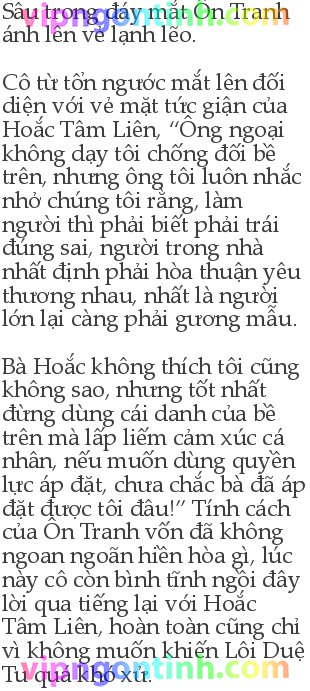 vipngontinh.com vipngontinh.com
Sâu trong đáy mắt Ôn Tranh
ánh lên vẻ lạnh lẽo.
Cô từ tốn ngước mắt lên đối
diện với vẻ mặt tức giận của
Hoắc Tâm Liên, “Ông ngoại
không dạy tôi chống đối bề
trên, nhưng ông tôi luôn nhắc
nhở chúng tôi rằng, làm
người thì phải biết phải trái
đúng sai, người trong nhà
nhất định phải hòa thuận yêu
thương nhau, nhất là người
lớn lại càng phải gương mẫu.
Bà Hoắc không thích tôi cũng
không sao, nhưng tốt nhất
đừng dùng cái danh của bề
trên mà lấp liếm cảm xúc cá
nhân, nếu muốn dùng quyền
lực áp đặt, chưa chắc bà đã áp
đặt được tôi đâu!” Tính cách
của Ôn Tranh vốn đã không
ngoan ngoãn hiền hòa gì, lúc
này cô còn bình tĩnh ngồi đây
lời qua tiếng lại với Hoắc
Tâm Liên, hoàn toàn cũng chỉ
vì không muốn khiến Lôi Duệ
Tu quá khó xử.
vipngontinh.com vipngontinh.com